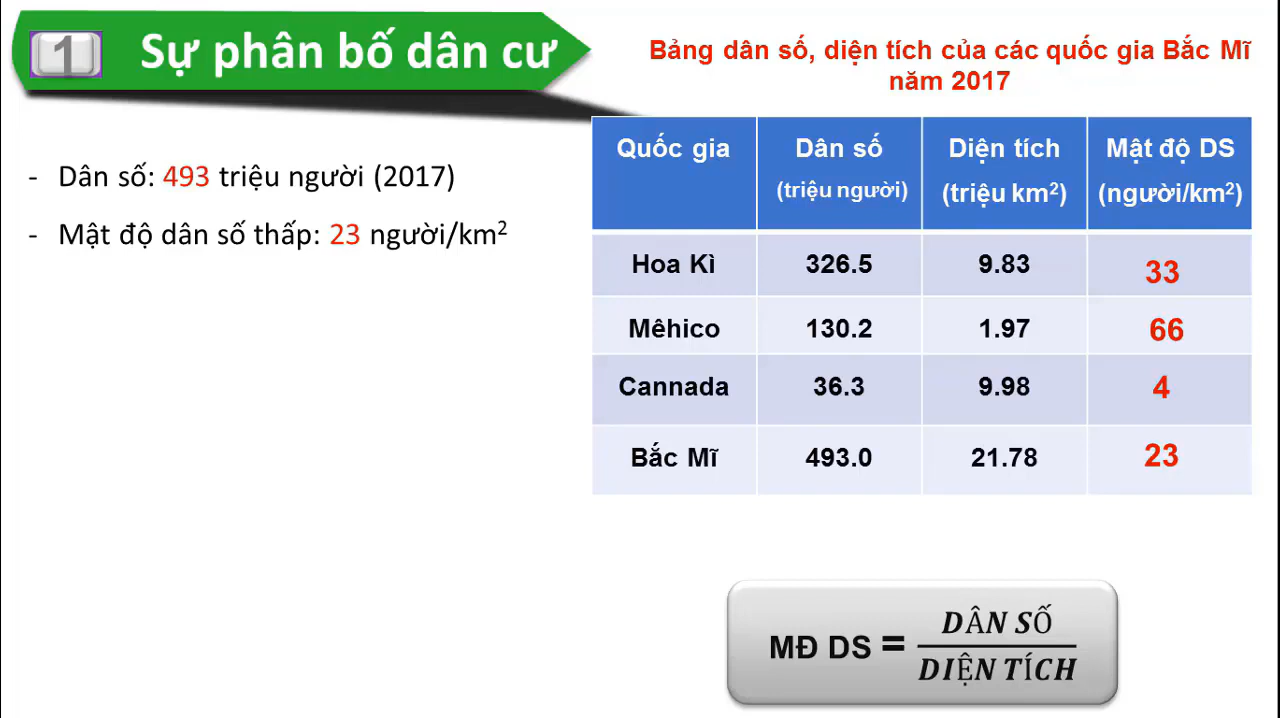 1
Sự phân bố dân cư
- Dân số: 493 triệu người (2017)
- Mật độ dân số thấp: 23 người/km²
Bảng dân số, diện tích của các quốc gia Bắc Mĩ
năm 2017
Quốc gia Dân số (triệu người) Diện tích (triệu km²) Mật độ DS (người/km²)
Hoa Kì 326.5 9.83 33
Mêhico 130.2 1.97 66
Cannada 36.3 9.98 4
Bắc Mĩ 493.0 21.78 23
MĐ DS = DÂN SỐ
DIỆN TÍCH